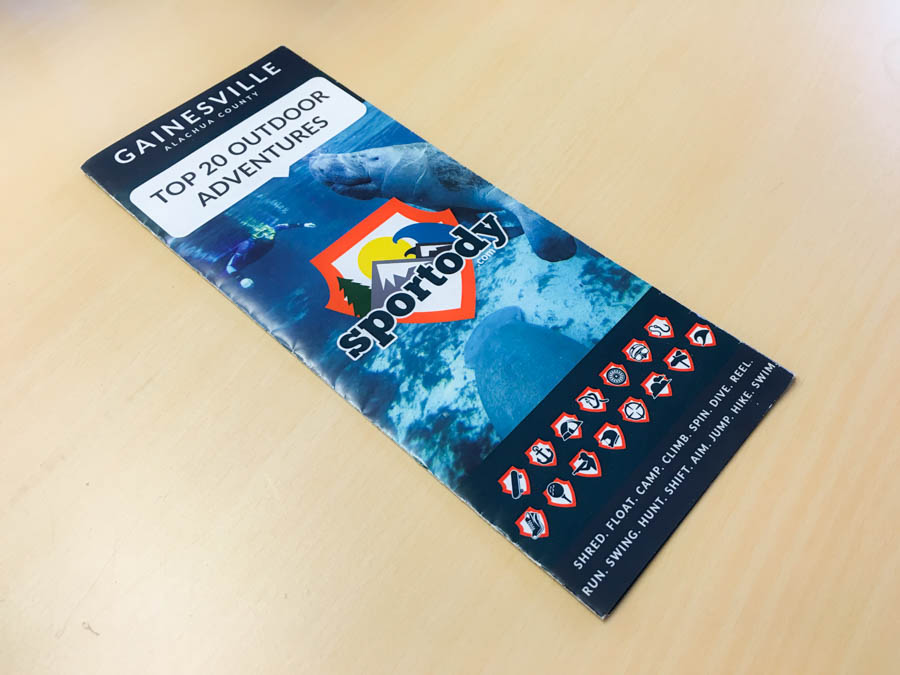 GAINESVILLE
ALACHUA COUNTY
TOP 20 OUTDOOR
ADVENTURES
sportody
.com
SHRED. FLOAT. CAMP. CLIMB. SPIN. DIVE. REEL.
RUN. SWING. HUNT. SHIFT. AIM. JUMP. HIKE. SWIM.